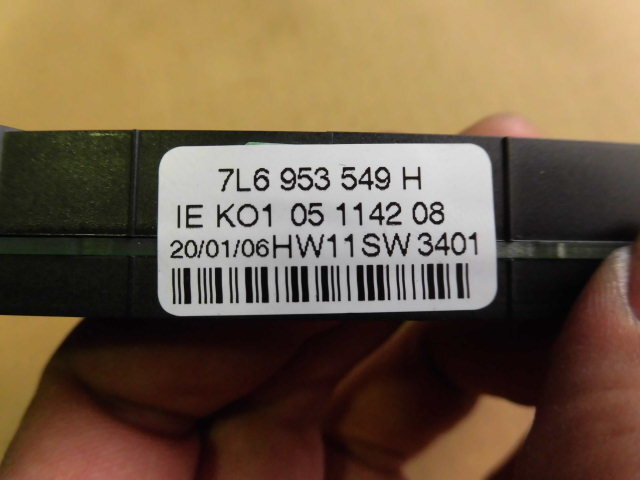 7L6 953 549 H
IE KO1 05 1142 08
20/01/06HW11SW3401